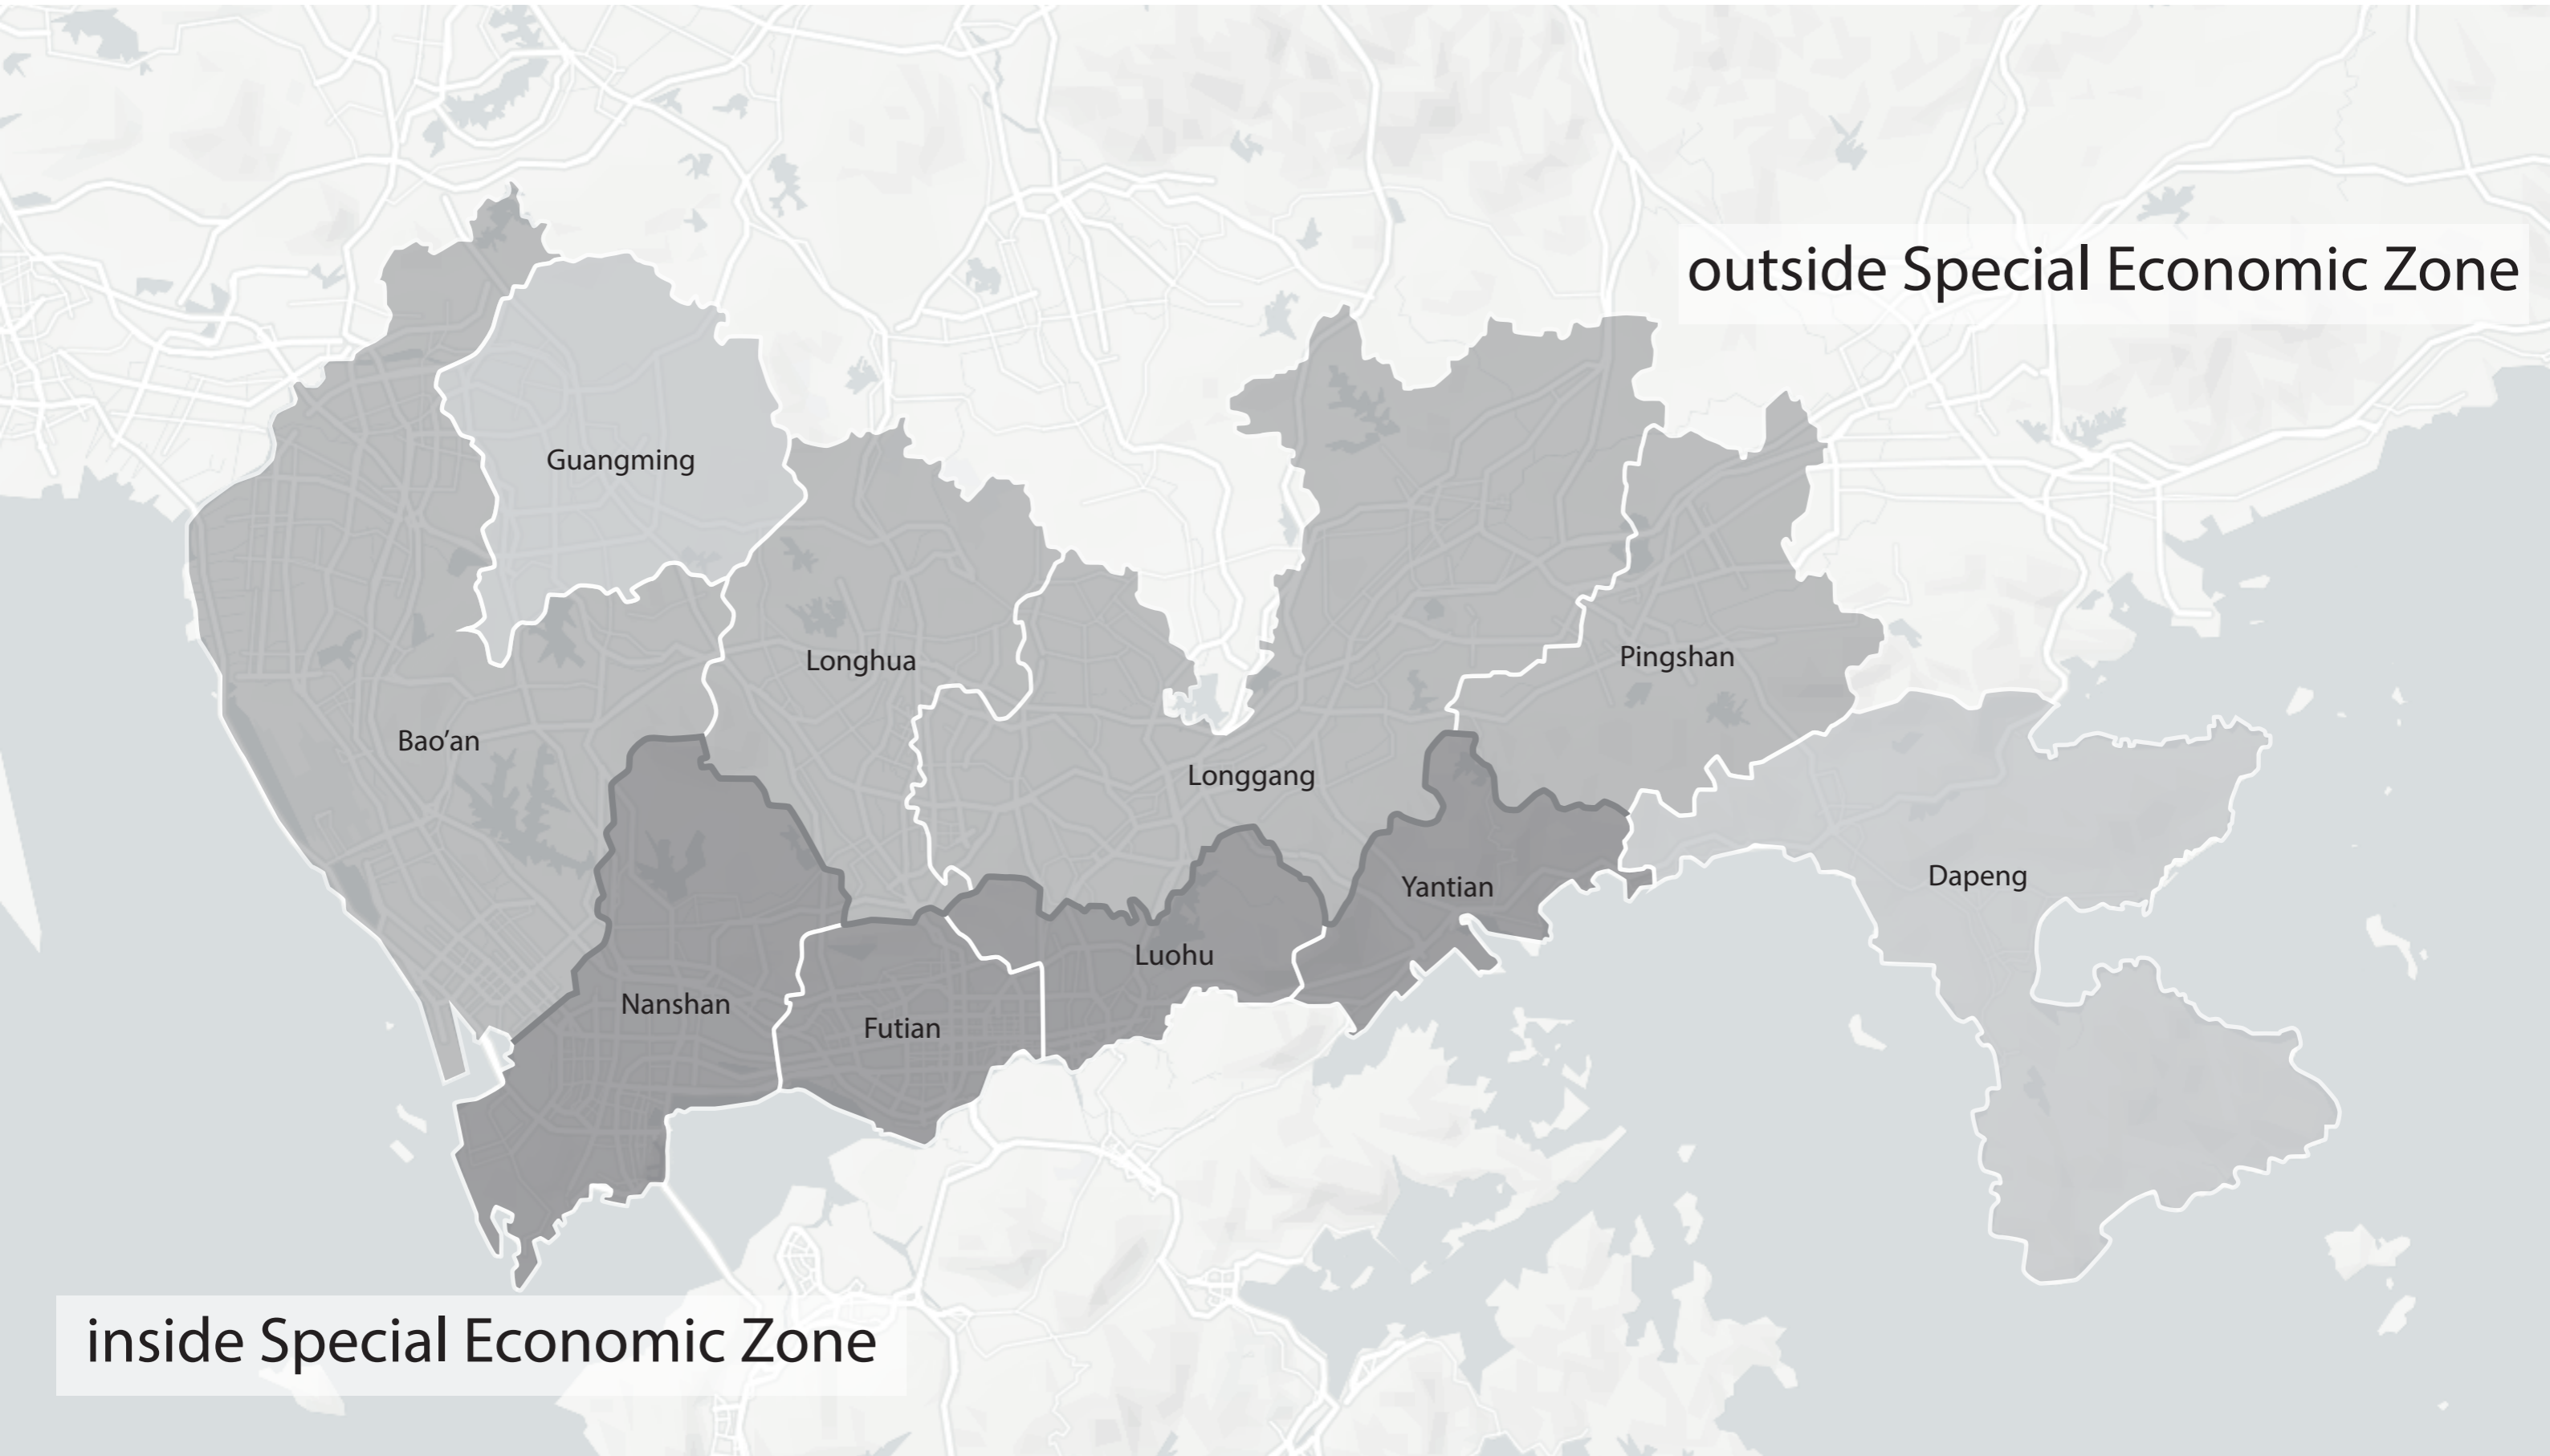 outside Special Economic Zone
Guangming
Longhua
Pingshan
Bao’an
Longgang
Dapeng
Yantian
Luohu
Nanshan
Futian
inside Special Economic Zone